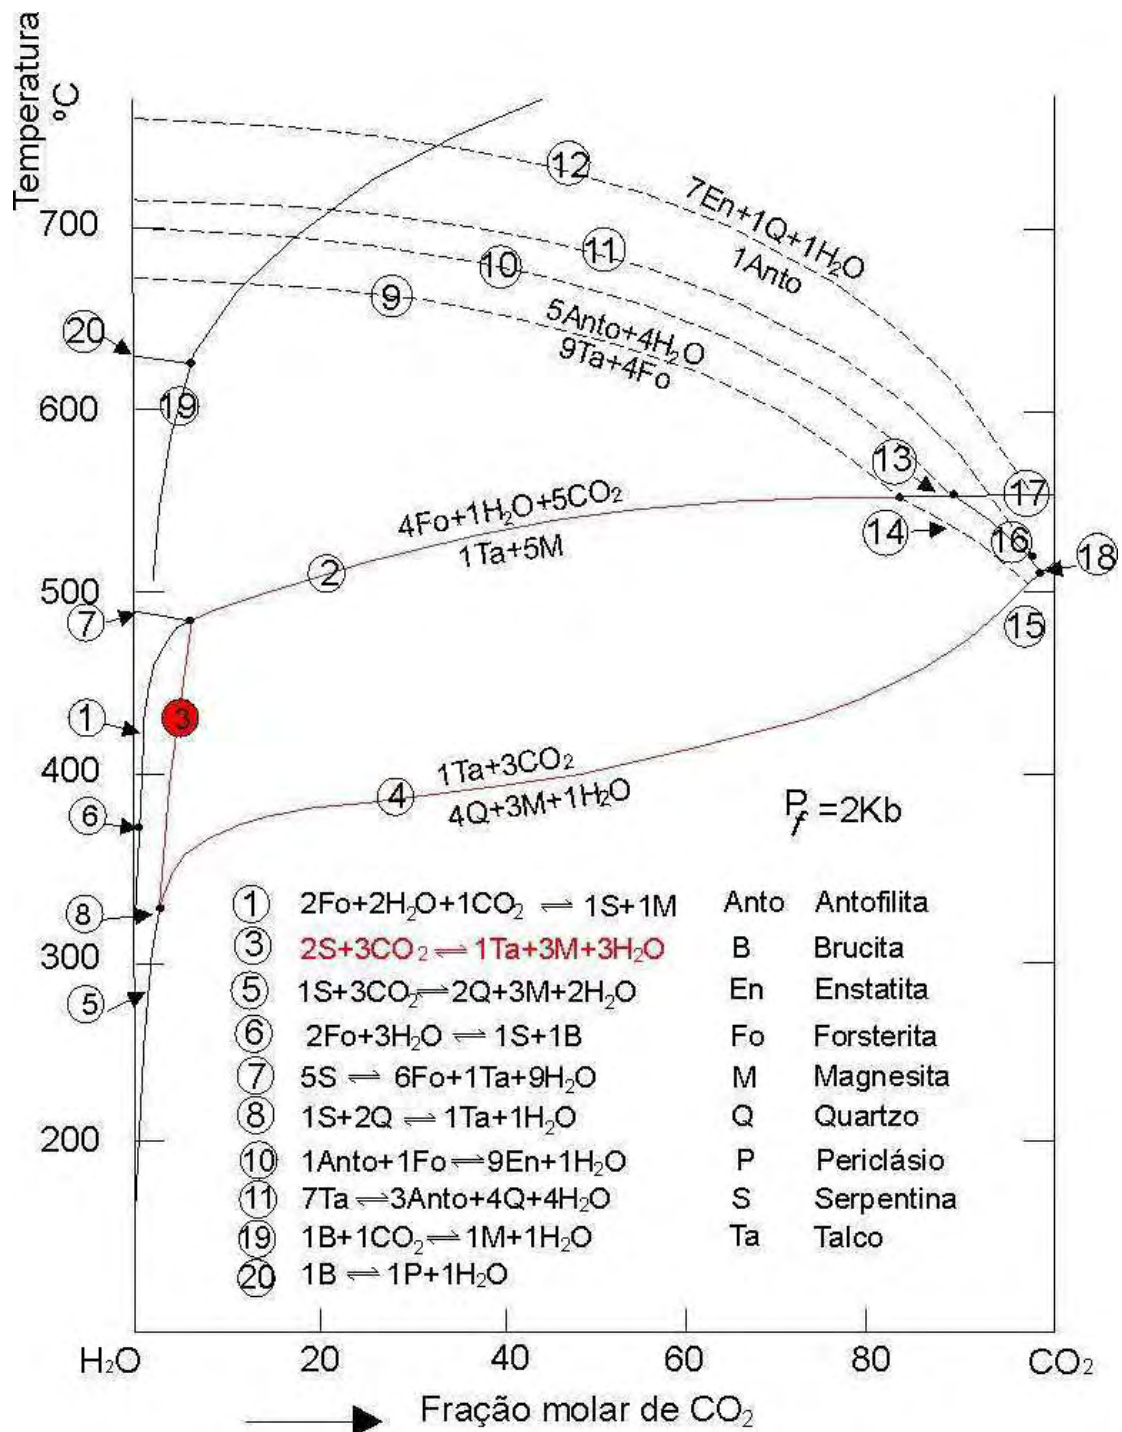 Temperatura
ºC
12
7En+1Q+1H₂O
1Anto
700
11
10
9
5Anto+4H₂O
9Ta+4Fo
20
600
19
13
17
4Fo+1H₂O+5CO₂
1Ta+5M
14
16
18
2
500
7
15
3
1
400
1Ta+3CO₂
4
4Q+3M+1H₂O
P_f =2Kb
6
8
300
5
200
1 2Fo+2H₂O+1CO₂ ⇌ 1S+1M
3 2S+3CO₂ ⇌ 1Ta+3M+3H₂O
5 1S+3CO₂ ⇌ 2Q+3M+2H₂O
6 2Fo+3H₂O ⇌ 1S+1B
7 5S ⇌ 6Fo+1Ta+9H₂O
8 1S+2Q ⇌ 1Ta+1H₂O
10 1Anto+1Fo ⇌ 9En+1H₂O
11 7Ta ⇌ 3Anto+4Q+4H₂O
19 1B+1CO₂ ⇌ 1M+1H₂O
20 1B ⇌ 1P+1H₂O
Anto Antofilita
B Brucita
En Enstatita
Fo Forsterita
M Magnesita
Q Quartzo
P Periclásio
S Serpentina
Ta Talco
H₂O 20 40 60 80 CO₂
Fração molar de CO₂